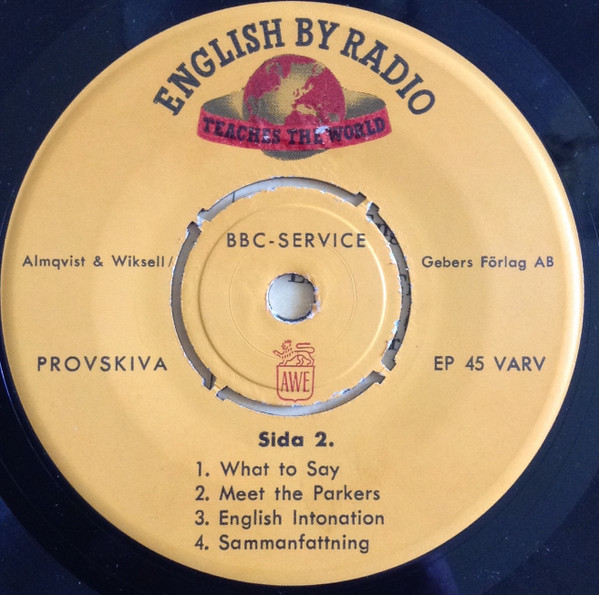 ENGLISH BY RADIO
TEACHES THE WORLD
BBC-SERVICE
Almqvist & Wiksell/ Gebers Förlag AB
PROVSKIVA EP 45 VARV
AWE
Sida 2.
1. What to Say
2. Meet the Parkers
3. English Intonation
4. Sammanfattning